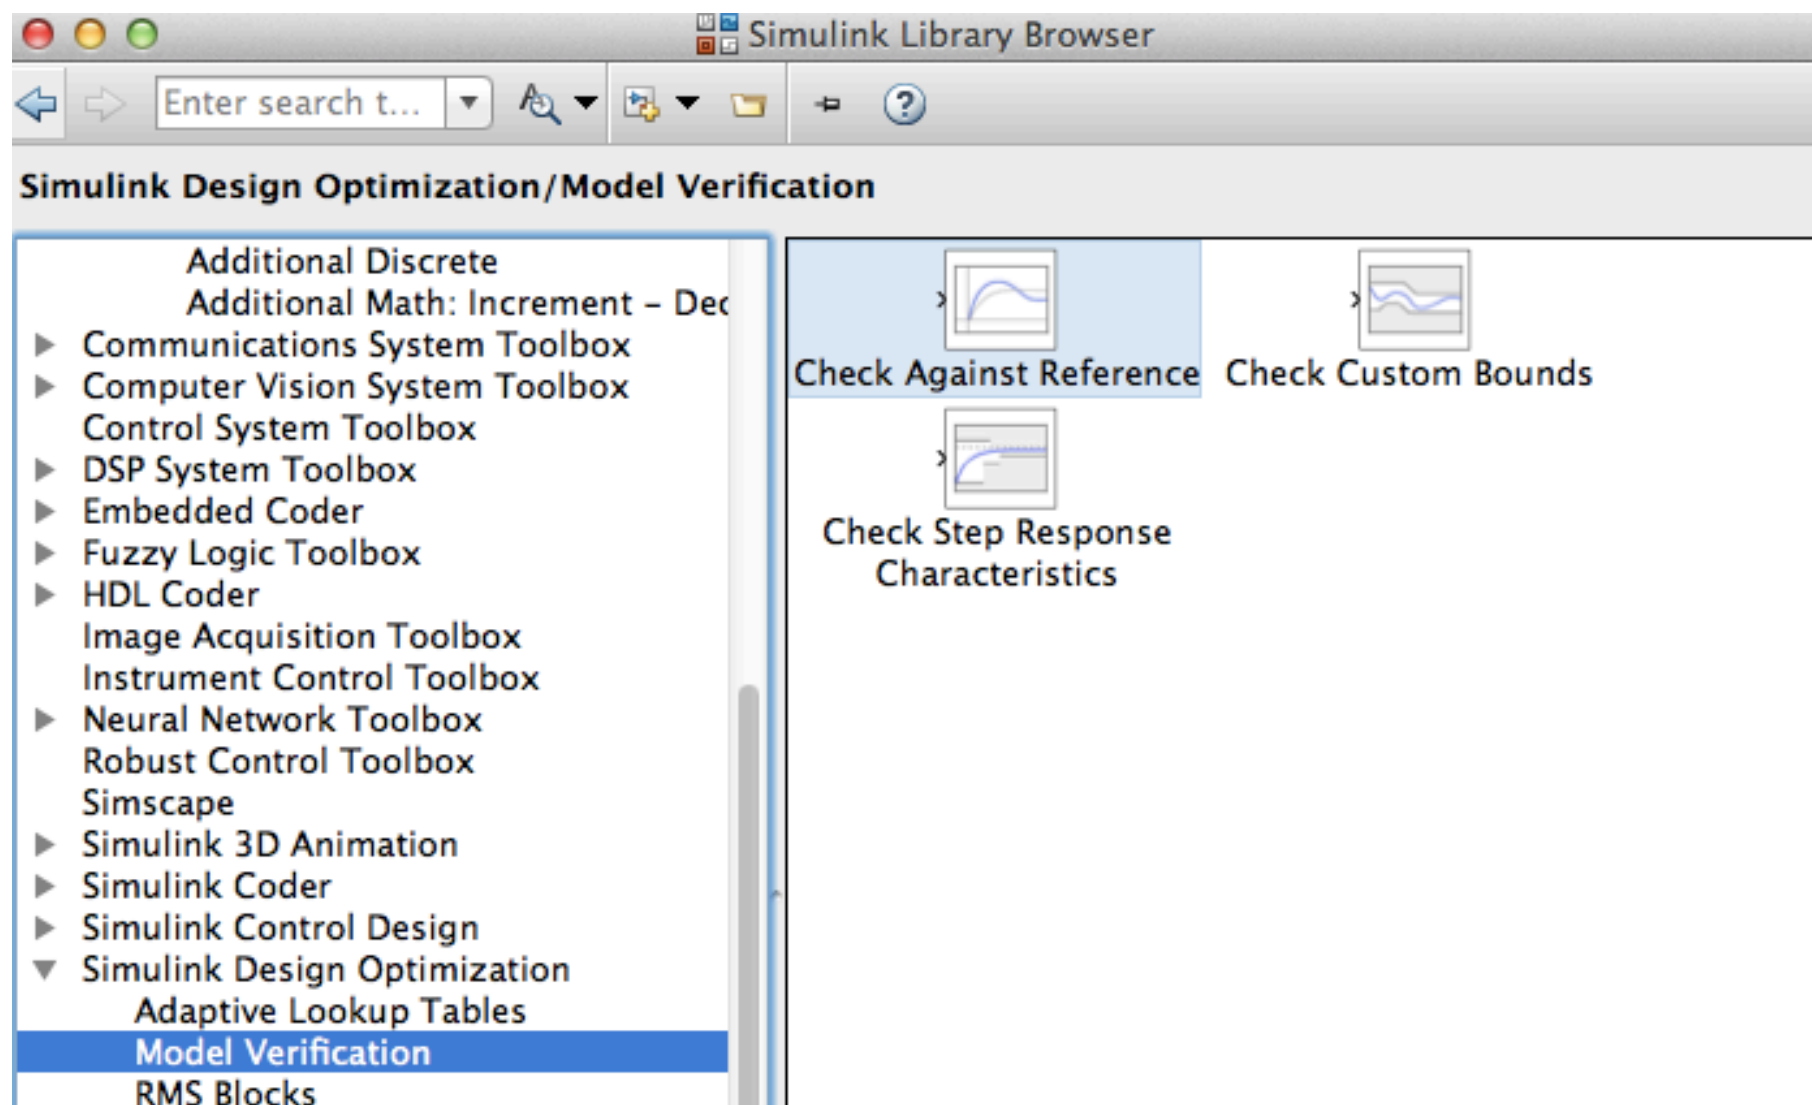 Simulink Library Browser
Enter search t...
Simulink Design Optimization/Model Verification
Additional Discrete
Additional Math: Increment – Dec
Communications System Toolbox
Computer Vision System Toolbox
Control System Toolbox
DSP System Toolbox
Embedded Coder
Fuzzy Logic Toolbox
HDL Coder
Image Acquisition Toolbox
Instrument Control Toolbox
Neural Network Toolbox
Robust Control Toolbox
Simscape
Simulink 3D Animation
Simulink Coder
Simulink Control Design
Simulink Design Optimization
Adaptive Lookup Tables
Model Verification
RMS Blocks
Check Against Reference
Check Custom Bounds
Check Step Response
Characteristics